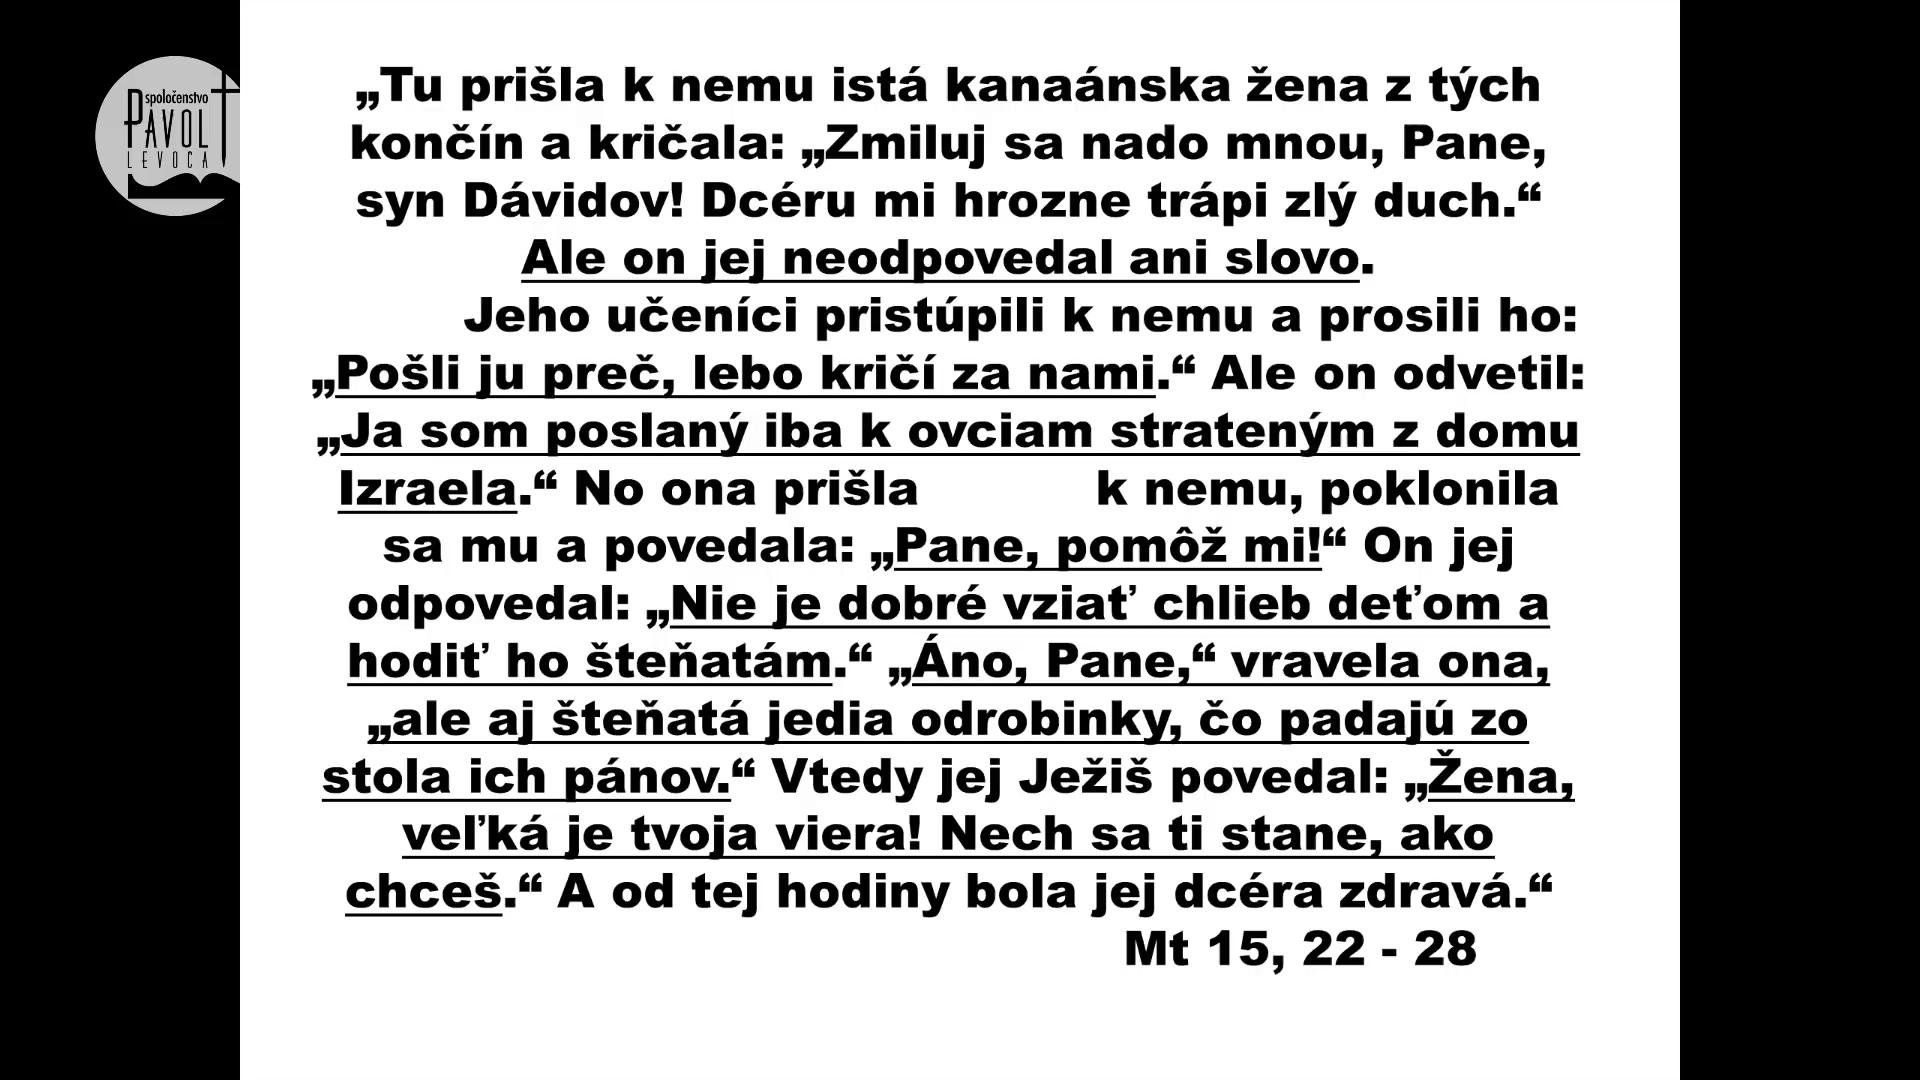 spoločenstvo
PAVOL
LEVOČA
„Tu prišla k nemu istá kanaánska žena z tých
končín a kričala: „Zmiluj sa nado mnou, Pane,
syn Dávidov! Dcéru mi hrozne trápi zlý duch.“
Ale on jej neodpovedal ani slovo.
Jeho učeníci pristúpili k nemu a prosili ho:
„Pošli ju preč, lebo kričí za nami.“ Ale on odvetil:
„Ja som poslaný iba k ovciam strateným z domu
Izraela.“ No ona prišla k nemu, poklonila
sa mu a povedala: „Pane, pomôž mi!“ On jej
odpovedal: „Nie je dobré vziať chlieb deťom a
hodiť ho šteňatám.“ „Áno, Pane,“ vravela ona,
„ale aj šteňatá jedia odrobinky, čo padajú zo
stola ich pánov.“ Vtedy jej Ježiš povedal: „Žena,
veľká je tvoja viera! Nech sa ti stane, ako
chceš.“ A od tej hodiny bola jej dcéra zdravá.“
Mt 15, 22 - 28